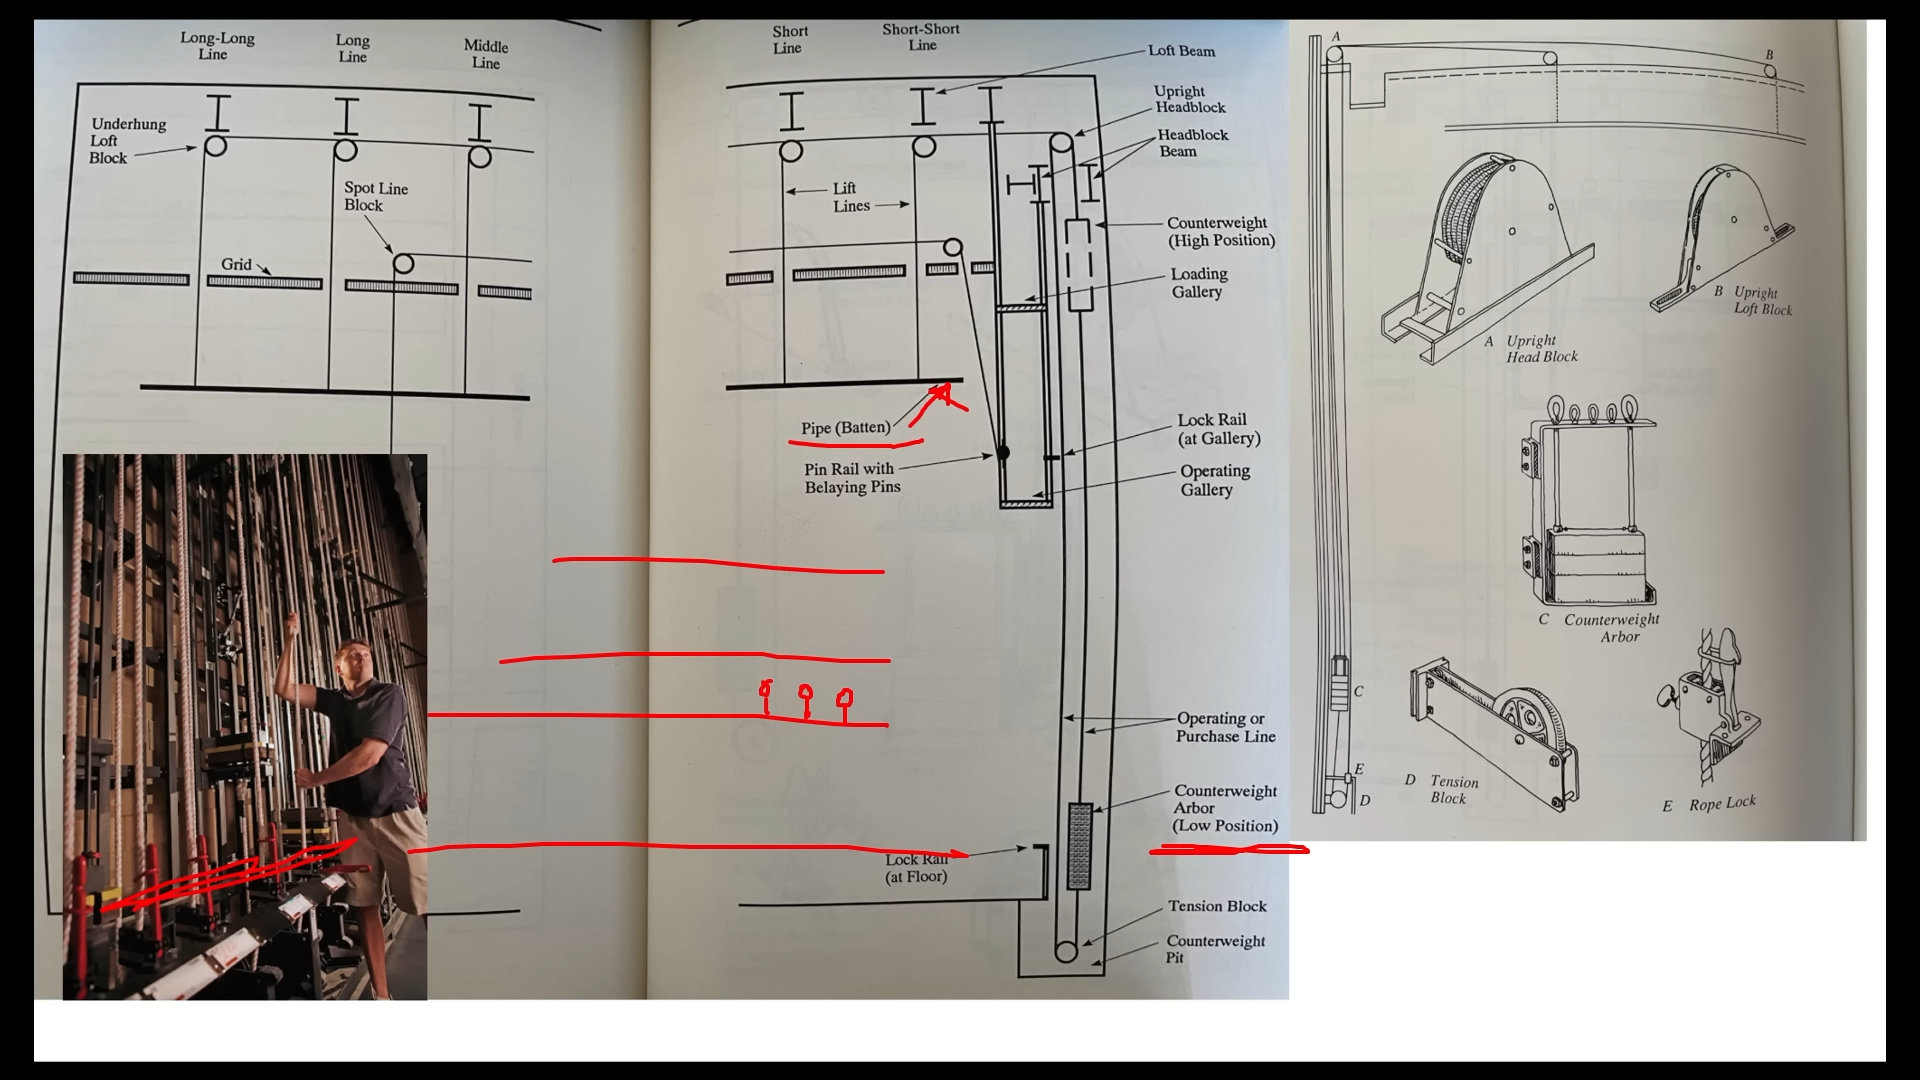 Long-Long
Line
Long
Line
Middle
Line
Underhung
Loft
Block
Spot Line
Block
Grid
Short
Line
Short-Short
Line
Loft Beam
Upright
Headblock
Headblock
Beam
Lift
Lines
Counterweight
(High Position)
Loading
Gallery
Pipe (Batten)
Pin Rail with
Belaying Pins
Lock Rail
(at Gallery)
Operating
Gallery
Operating or
Purchase Line
Counterweight
Arbor
(Low Position)
Lock Rail
(at Floor)
Tension Block
Counterweight
Pit
A
B
A Upright
Head Block
B Upright
Loft Block
C Counterweight
Arbor
C
E
D
D Tension
Block
E Rope Lock